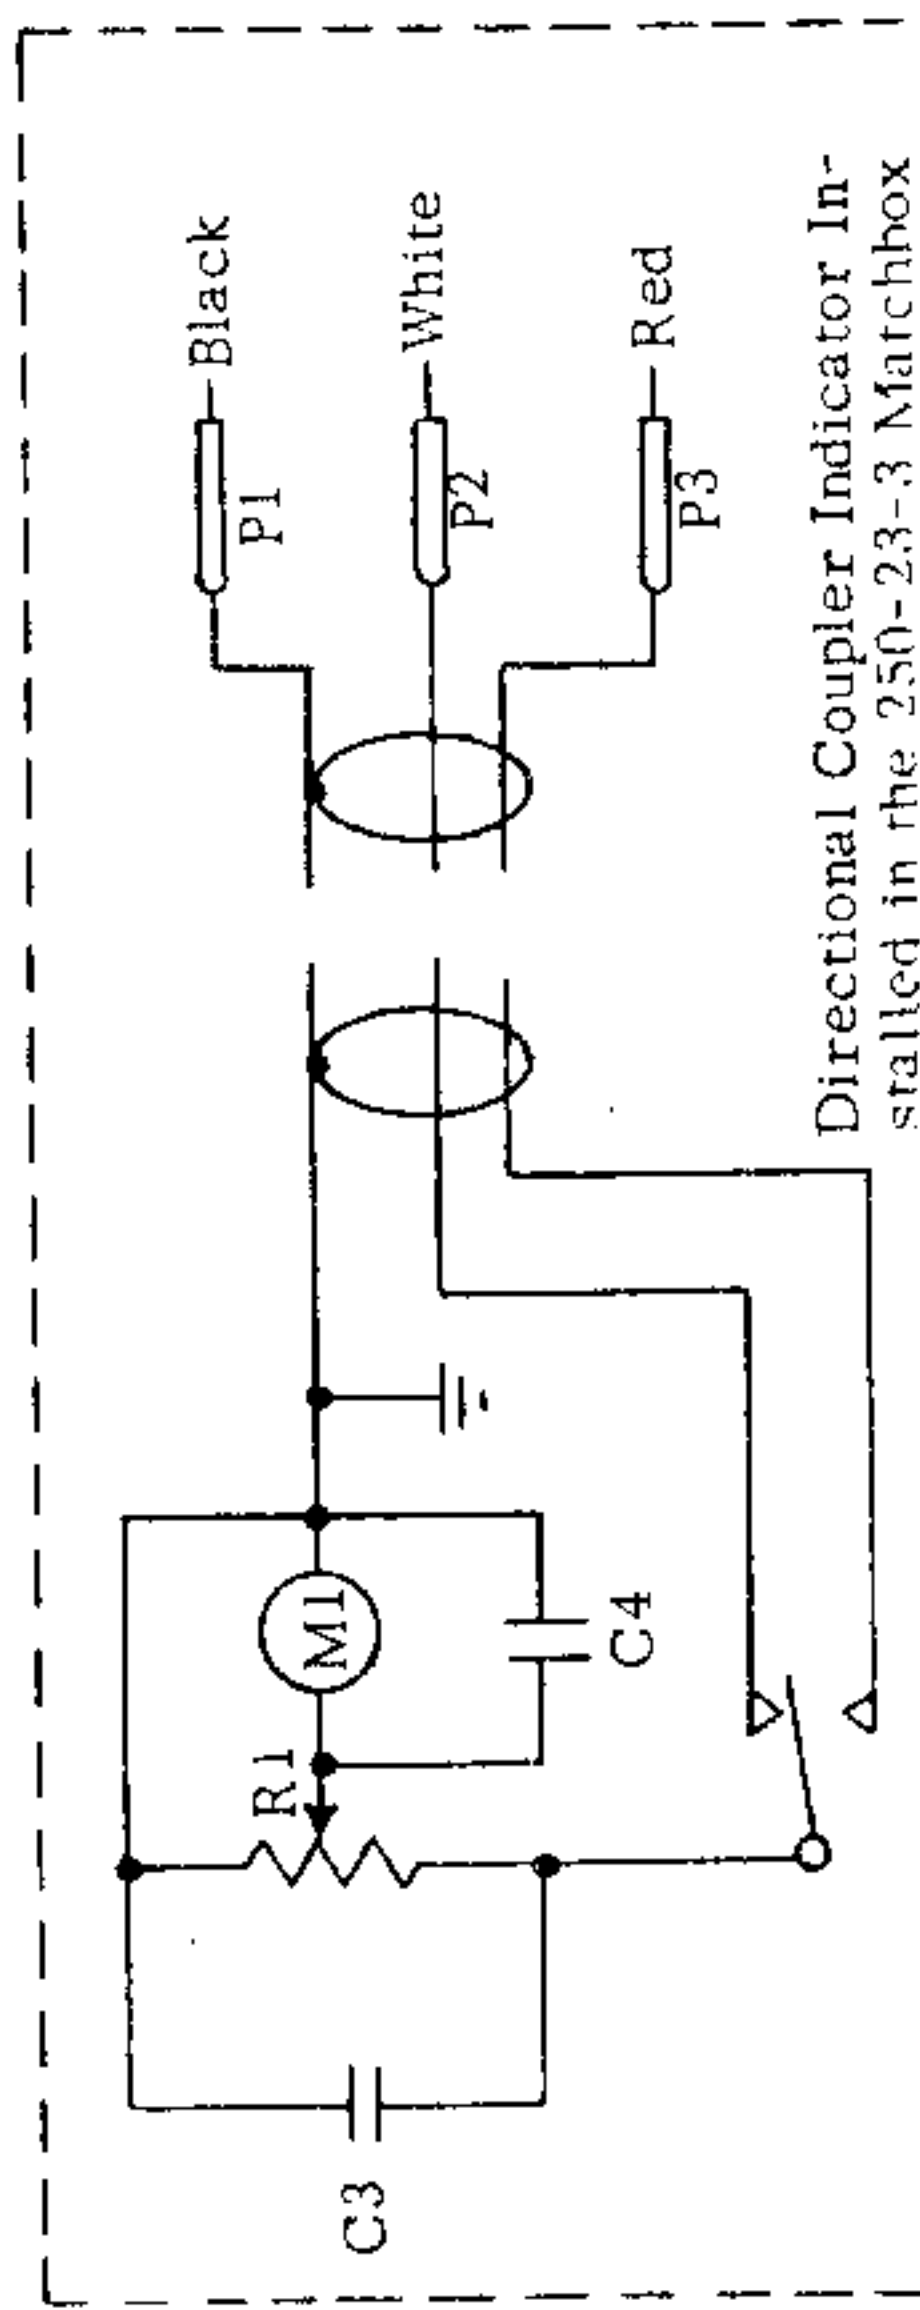 Black
P1
White
P2
Red
P3
M1
R1
C4
C3
Directional Coupler Indicator In-
stalled in the 250-23-3 Matchbox